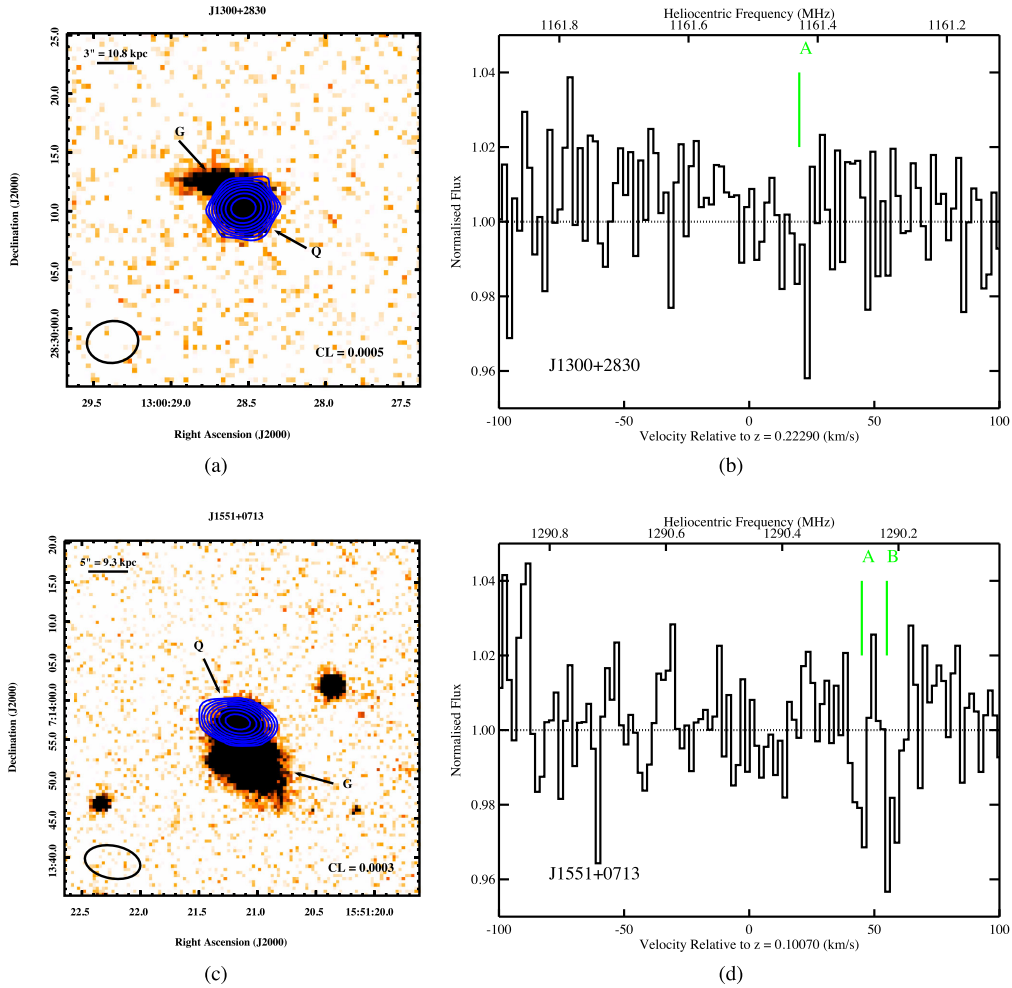 J1300+2830
3" = 10.8 kpc
G
Q
CL = 0.0005
25.0
20.0
15.0
10.0
05.0
28:30:00.0
Declination (J2000)
29.5 13:00:29.0 28.5 28.0 27.5
Right Ascension (J2000)
(a)
Heliocentric Frequency (MHz)
1161.8 1161.6 1161.4 1161.2
A
1.04
1.02
1.00
0.98
0.96
Normalised Flux
J1300+2830
-100 -50 0 50 100
Velocity Relative to z = 0.22290 (km/s)
(b)
J1551+0713
5" = 9.3 kpc
Q
G
CL = 0.0003
20.0
15.0
10.0
05.0
7:14:00.0
55.0
50.0
45.0
13:40.0
Declination (J2000)
22.5 22.0 21.5 21.0 20.5 15:51:20.0
Right Ascension (J2000)
(c)
Heliocentric Frequency (MHz)
1290.8 1290.6 1290.4 1290.2
A B
1.04
1.02
1.00
0.98
0.96
Normalised Flux
J1551+0713
-100 -50 0 50 100
Velocity Relative to z = 0.10070 (km/s)
(d)